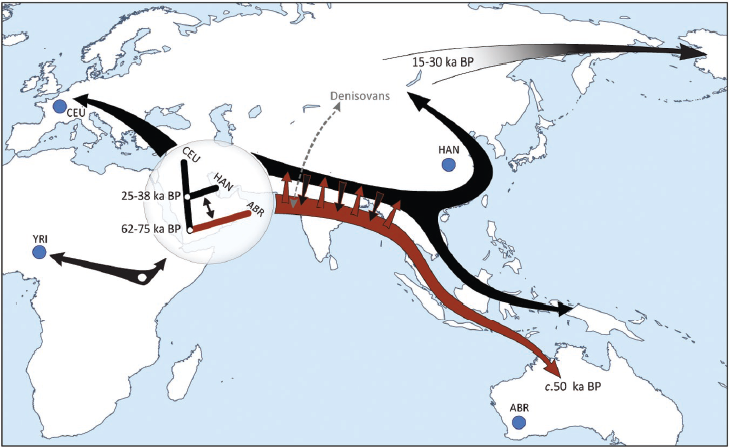 15-30 ka BP
Denisovans
CEU
HAN
CEU
HAN
25-38 ka BP
ABR
62-75 ka BP
YRI
c.50 ka BP
ABR